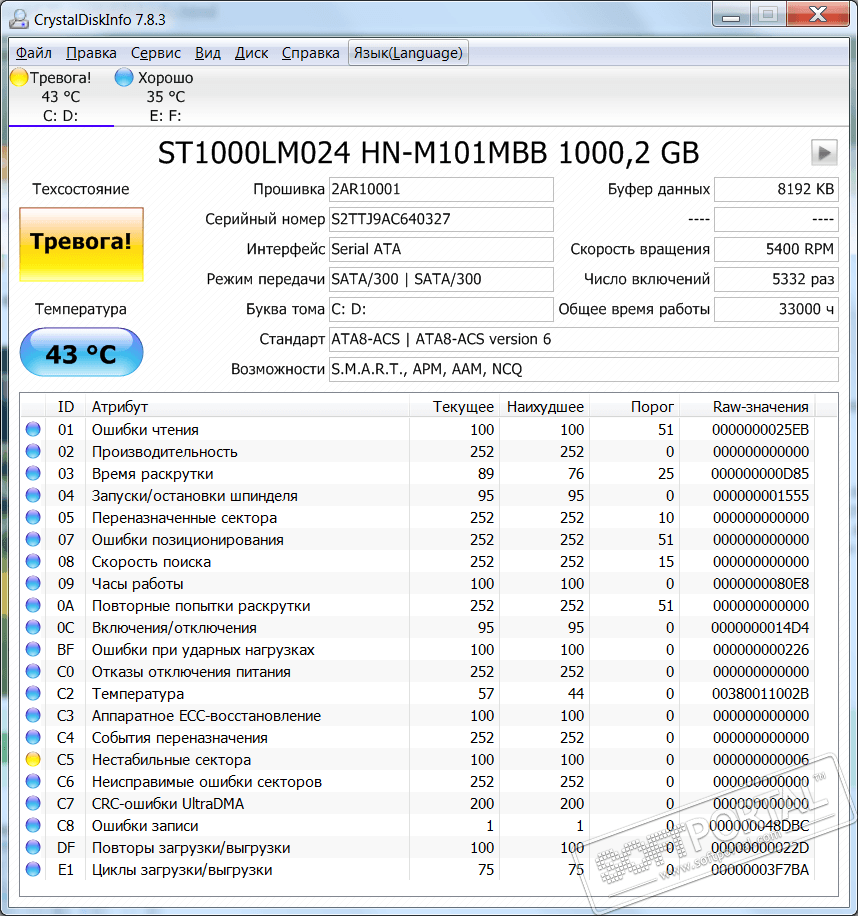 CrystalDiskInfo 7.8.3
Файл Правка Сервис Вид Диск Справка Язык(Language)
Тревога! Хорошо
43 °C 35 °C
C: D: E: F:
ST1000LM024 HN-M101MBB 1000,2 GB
Техсостояние Прошивка 2AR10001 Буфер данных 8192 KB
Тревога! Серийный номер S2TTJ9AC640327 ---- ----
Интерфейс Serial ATA Скорость вращения 5400 RPM
Режим передачи SATA/300 | SATA/300 Число включений 5332 раз
Температура Буква тома C: D: Общее время работы 33000 ч
43 °C Стандарт ATA8-ACS | ATA8-ACS version 6
Возможности S.M.A.R.T., APM, AAM, NCQ
ID Атрибут Текущее Наихудшее Порог Raw-значения
01 Ошибки чтения 100 100 51 0000000025EB
02 Производительность 252 252 0 000000000000
03 Время раскрутки 89 76 25 000000000D85
04 Запуски/остановки шпинделя 95 95 0 000000001555
05 Переназначенные сектора 252 252 10 000000000000
07 Ошибки позиционирования 252 252 51 000000000000
08 Скорость поиска 252 252 15 000000000000
09 Часы работы 100 100 0 0000000080E8
0A Повторные попытки раскрутки 252 252 51 000000000000
0C Включения/отключения 95 95 0 0000000014D4
BF Ошибки при ударных нагрузках 100 100 0 000000000226
C0 Отказы отключения питания 252 252 0 000000000000
C2 Температура 57 44 0 00380011002B
C3 Аппаратное ECC-восстановление 100 100 0 000000000000
C4 События переназначения 252 252 0 000000000000
C5 Нестабильные сектора 100 100 0 000000000006
C6 Неисправимые ошибки секторов 252 252 0 000000000000
C7 CRC-ошибки UltraDMA 200 200 0 000000000000
C8 Ошибки записи 1 1 0 000000048DBC
DF Повторы загрузки/выгрузки 100 100 0 00000000022D
E1 Циклы загрузки/выгрузки 75 75 0 00000003F7BA
SOFTPORTAL™
www.softportal.com